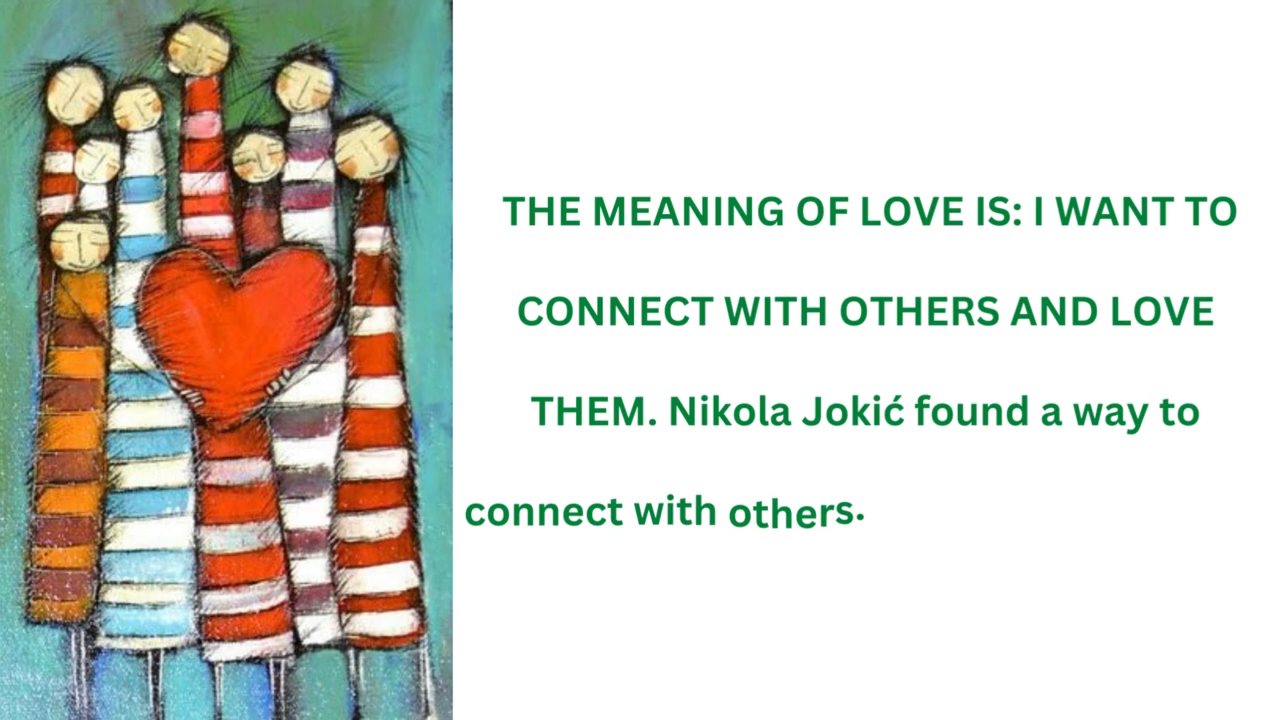 THE MEANING OF LOVE IS: I WANT TO
CONNECT WITH OTHERS AND LOVE
THEM. Nikola Jokić found a way to
connect with others.